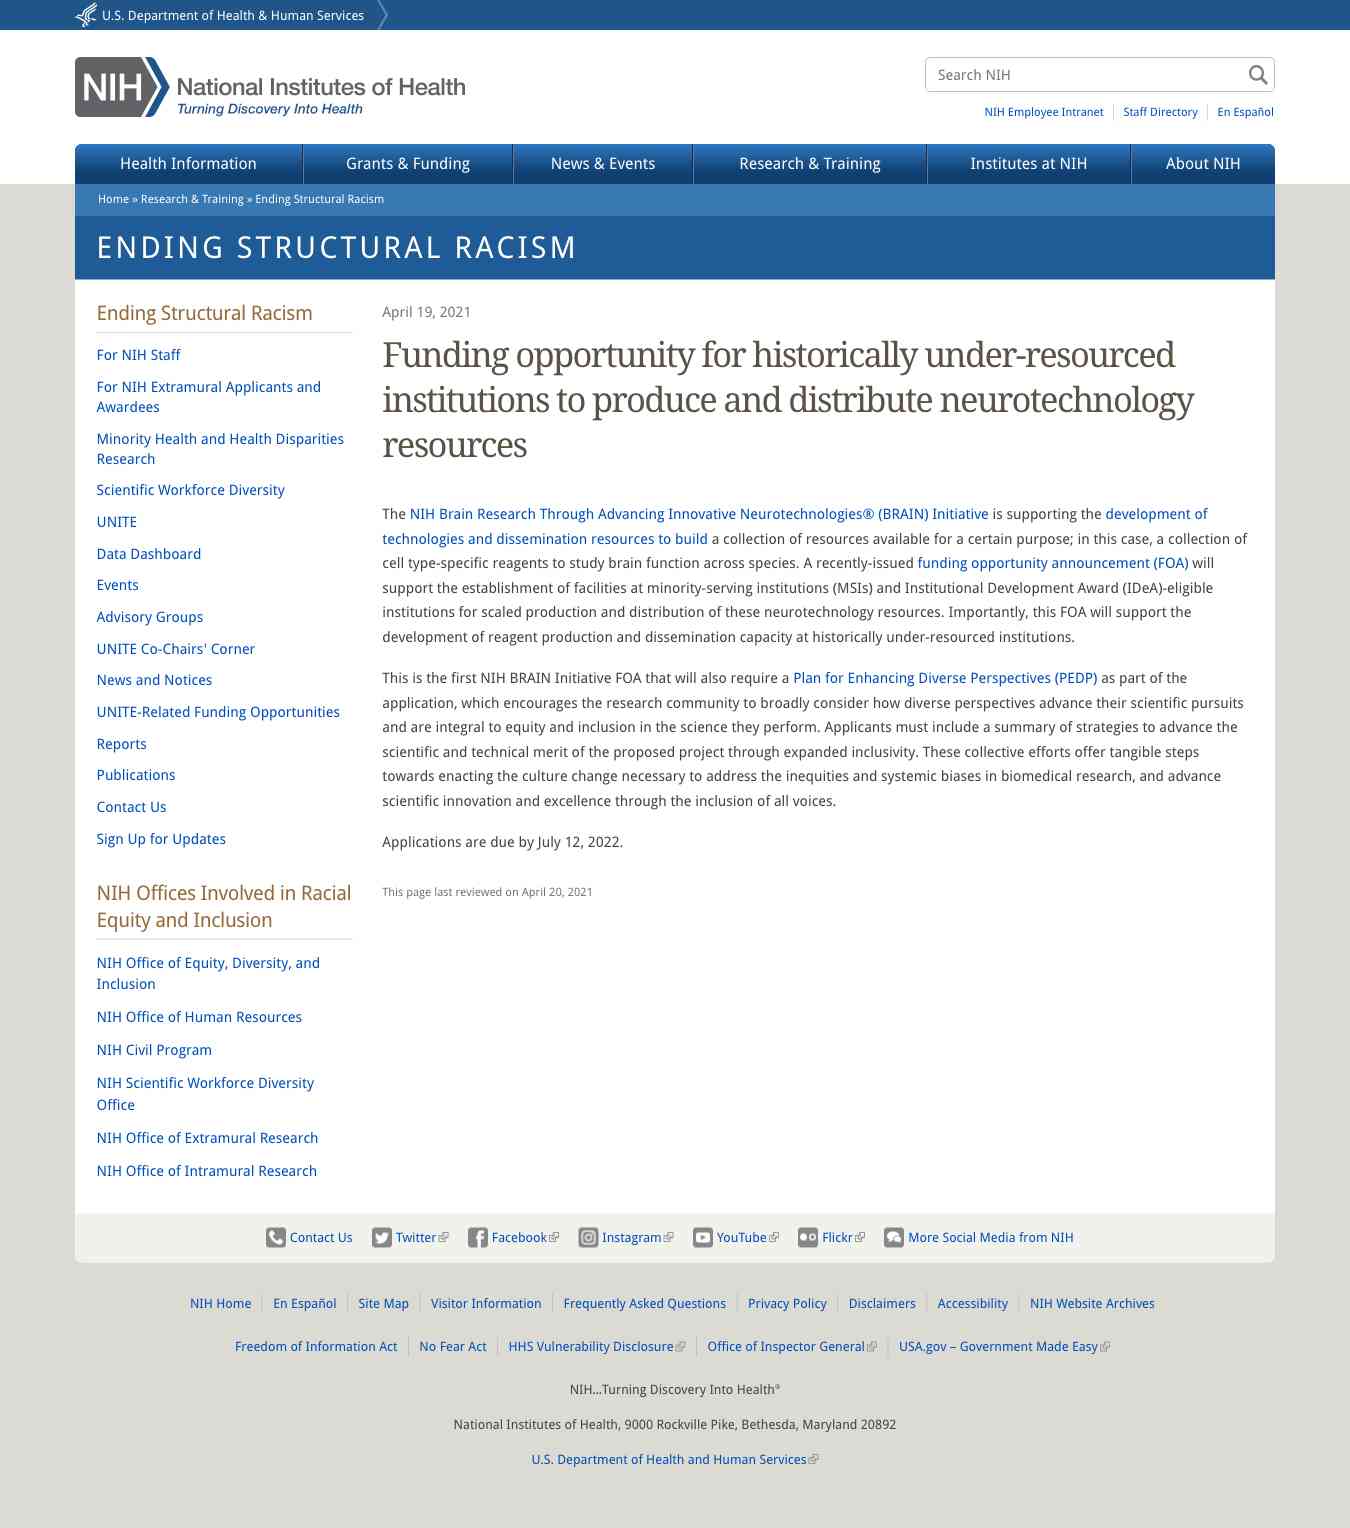 U.S. Department of Health & Human Services
NIH National Institutes of Health
Turning Discovery Into Health
Search NIH
NIH Employee Intranet
Staff Directory
En Español
Health Information
Grants & Funding
News & Events
Research & Training
Institutes at NIH
About NIH
Home » Research & Training » Ending Structural Racism
ENDING STRUCTURAL RACISM
Ending Structural Racism
For NIH Staff
For NIH Extramural Applicants and
Awardees
Minority Health and Health Disparities
Research
Scientific Workforce Diversity
UNITE
Data Dashboard
Events
Advisory Groups
UNITE Co-Chairs' Corner
News and Notices
UNITE-Related Funding Opportunities
Reports
Publications
Contact Us
Sign Up for Updates
NIH Offices Involved in Racial
Equity and Inclusion
NIH Office of Equity, Diversity, and
Inclusion
NIH Office of Human Resources
NIH Civil Program
NIH Scientific Workforce Diversity
Office
NIH Office of Extramural Research
NIH Office of Intramural Research
April 19, 2021
Funding opportunity for historically under-resourced
institutions to produce and distribute neurotechnology
resources
The NIH Brain Research Through Advancing Innovative Neurotechnologies® (BRAIN) Initiative is supporting the development of
technologies and dissemination resources to build a collection of resources available for a certain purpose; in this case, a collection of
cell type-specific reagents to study brain function across species. A recently-issued funding opportunity announcement (FOA) will
support the establishment of facilities at minority-serving institutions (MSIs) and Institutional Development Award (IDeA)-eligible
institutions for scaled production and distribution of these neurotechnology resources. Importantly, this FOA will support the
development of reagent production and dissemination capacity at historically under-resourced institutions.
This is the first NIH BRAIN Initiative FOA that will also require a Plan for Enhancing Diverse Perspectives (PEDP) as part of the
application, which encourages the research community to broadly consider how diverse perspectives advance their scientific pursuits
and are integral to equity and inclusion in the science they perform. Applicants must include a summary of strategies to advance the
scientific and technical merit of the proposed project through expanded inclusivity. These collective efforts offer tangible steps
towards enacting the culture change necessary to address the inequities and systemic biases in biomedical research, and advance
scientific innovation and excellence through the inclusion of all voices.
Applications are due by July 12, 2022.
This page last reviewed on April 20, 2021
Contact Us
Twitter
Facebook
Instagram
YouTube
Flickr
More Social Media from NIH
NIH Home
En Español
Site Map
Visitor Information
Frequently Asked Questions
Privacy Policy
Disclaimers
Accessibility
NIH Website Archives
Freedom of Information Act
No Fear Act
HHS Vulnerability Disclosure
Office of Inspector General
USA.gov – Government Made Easy
NIH…Turning Discovery Into Health®
National Institutes of Health, 9000 Rockville Pike, Bethesda, Maryland 20892
U.S. Department of Health and Human Services